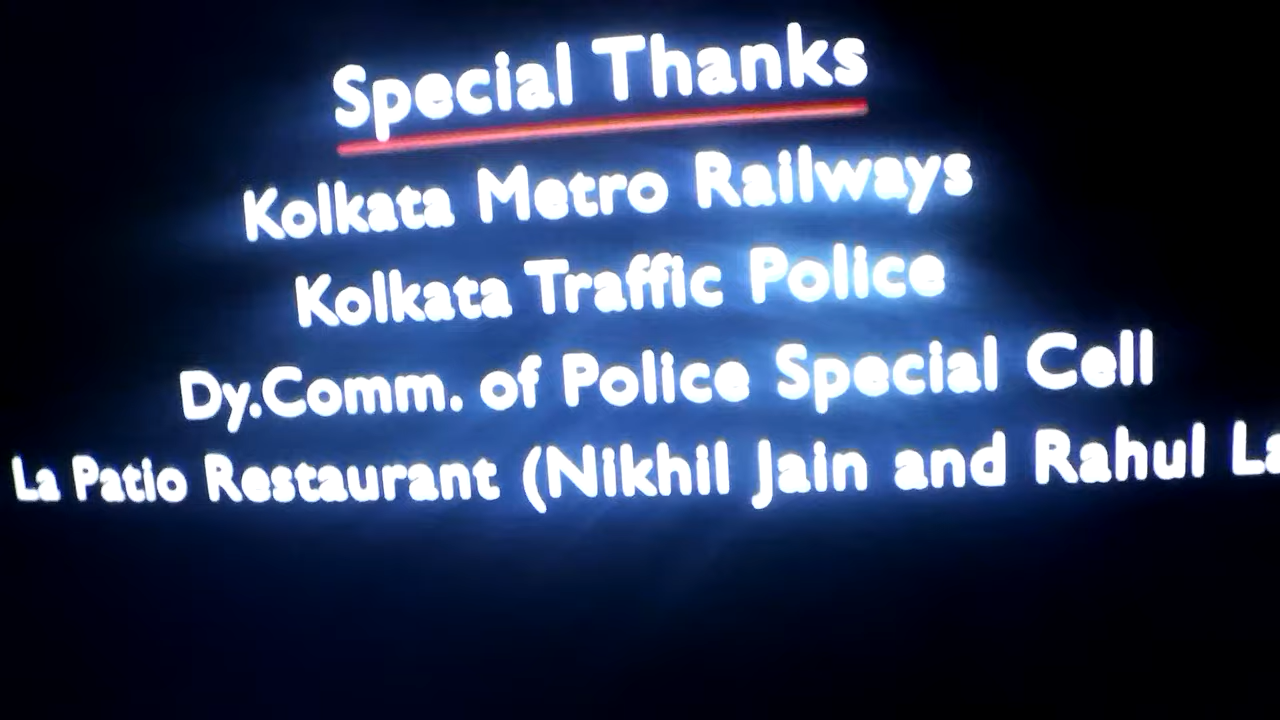 Special Thanks
Kolkata Metro Railways
Kolkata Traffic Police
Dy.Comm. of Police Special Cell
La Patio Restaurant (Nikhil Jain and Rahul